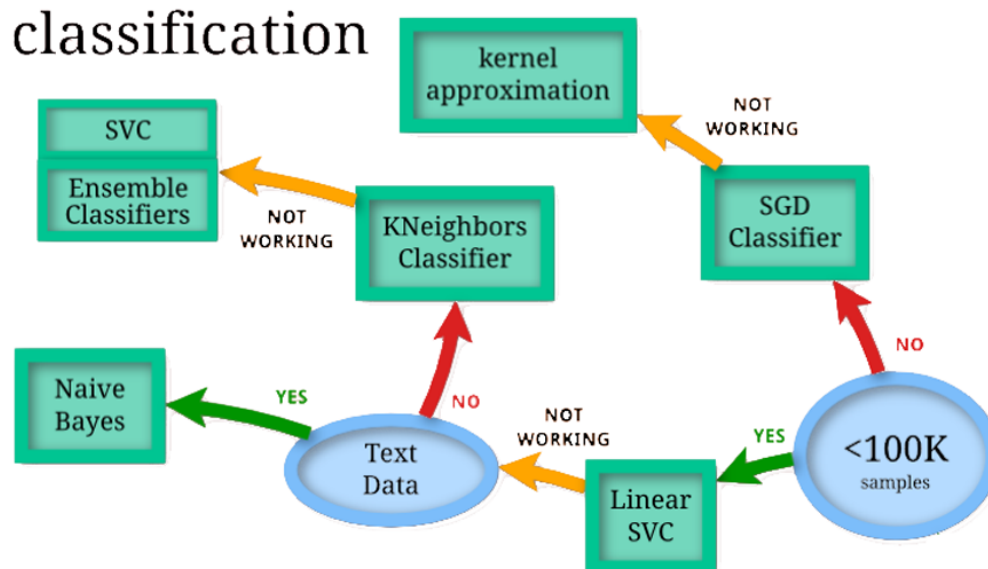 classification
kernel
approximation
NOT
WORKING
SVC
Ensemble
Classifiers
NOT
WORKING
KNeighbors
Classifier
SGD
Classifier
NO
Naive
Bayes
YES
NO
Text
Data
NOT
WORKING
Linear
SVC
YES
<100K
samples